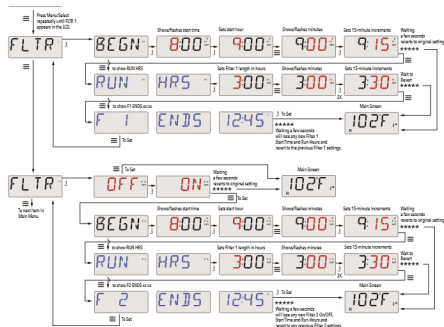 Press Menu/Select
repeatedly until FLTR 1
appears in the LCD.
Shows/flashes start time
Sets start hour
Shows/flashes minutes
Sets 15-minute increments
Waiting
a few seconds
reverts to original setting
*****
FLTR
BEGN
8:00
9:00
9:00
9:15
to show RUN HRS
Sets Filter 1 length in hours
Shows/flashes minutes
Wait to
Revert
*****
RUN
HRS
3:00
3:00
3:30
2X
to show F1 ENDS xx:xx
To Set
Main Screen
F 1
ENDS
12:45
*****
Waiting a few seconds
will lose any new Filter 1
Start Time and Run Hours and
revert to the previous filter 1 settings.
102F
To Set
To Set
Main Screen
FLTR
OFF
ON
Waiting
a few seconds
reverts to original setting
*****
102F
To next item in
Main Menu
To Set
Shows/flashes start time
Sets start hour
Shows/flashes minutes
Sets 15-minute increments
Waiting
a few seconds
reverts to original setting
*****
BEGN
8:00
9:00
9:00
9:15
to show RUN HRS
Sets Filter 1 length in hours
Shows/flashes minutes
Wait to
Revert
*****
RUN
HRS
3:00
3:00
3:30
2X
to show F2 ENDS xx:xx
To Set
Main Screen
F 2
ENDS
12:45
*****
Waiting a few seconds
will lose any new Filter 2 On/Off,
Start Time and Run Hours and
revert to any previous Filter 2 settings.
102F
To Set